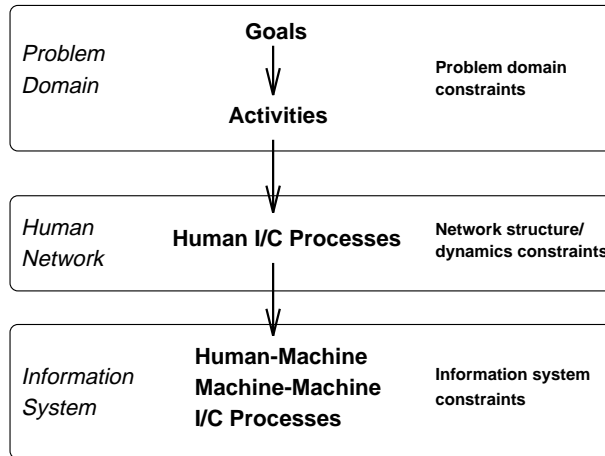 Goals
Problem
Domain
Problem domain
constraints
Activities
Human
Network
Human I/C Processes
Network structure/
dynamics constraints
Human-Machine
Machine-Machine
I/C Processes
Information
System
Information system
constraints